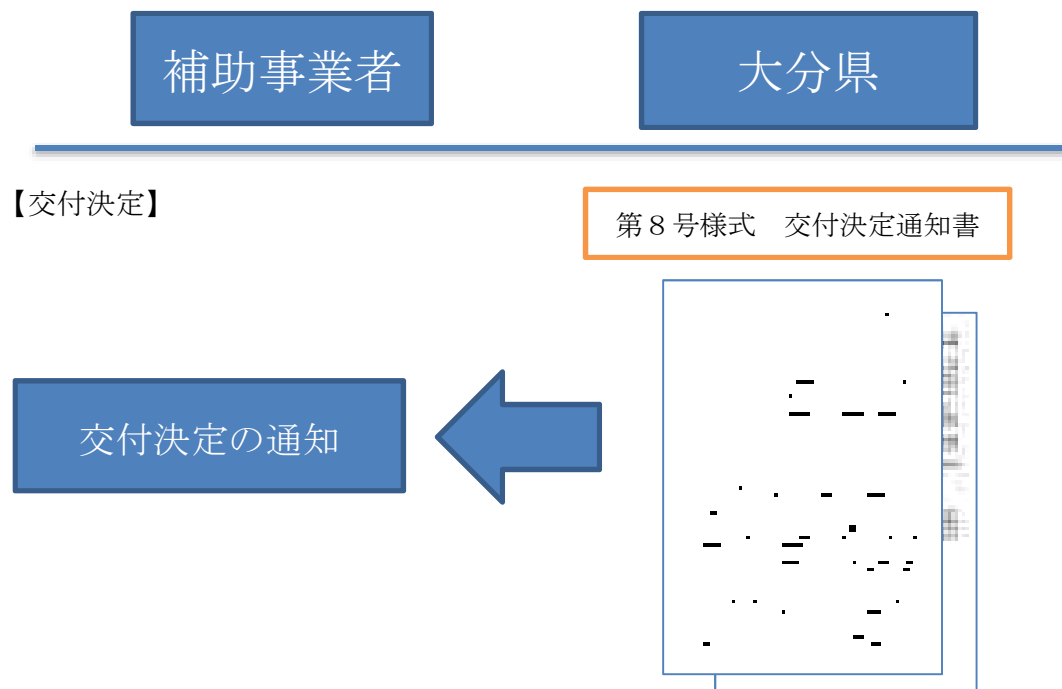 補助事業者
大分県
【交付決定】
第８号様式　交付決定通知書
交付決定の通知